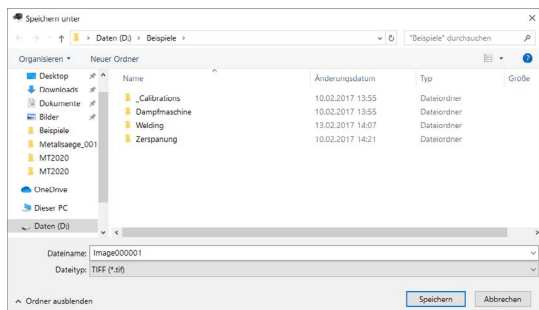 Speichern unter
Daten (D:) › Beispiele ›
"Beispiele" durchsuchen
Organisieren
Neuer Ordner
Name
Änderungsdatum
Typ
Größe
Desktop
Downloads
Dokumente
Bilder
Beispiele
Metallsaege_001
MT2020
MT2020
OneDrive
Dieser PC
Daten (D:)
_Calibrations 10.02.2017 13:55 Dateiordner
Dampfmaschine 10.02.2017 13:55 Dateiordner
Welding 13.02.2017 14:07 Dateiordner
Zerspanung 10.02.2017 14:21 Dateiordner
Dateiname: Image000001
Dateityp: TIFF (*.tif)
Ordner ausblenden
Speichern
Abbrechen